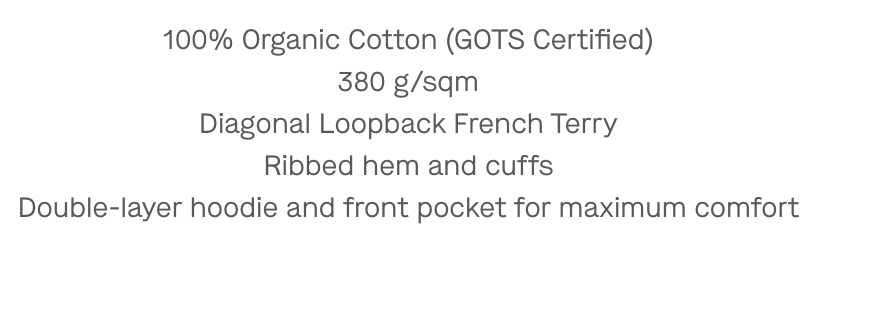 100% Organic Cotton (GOTS Certified)
380 g/sqm
Diagonal Loopback French Terry
Ribbed hem and cuffs
Double-layer hoodie and front pocket for maximum comfort